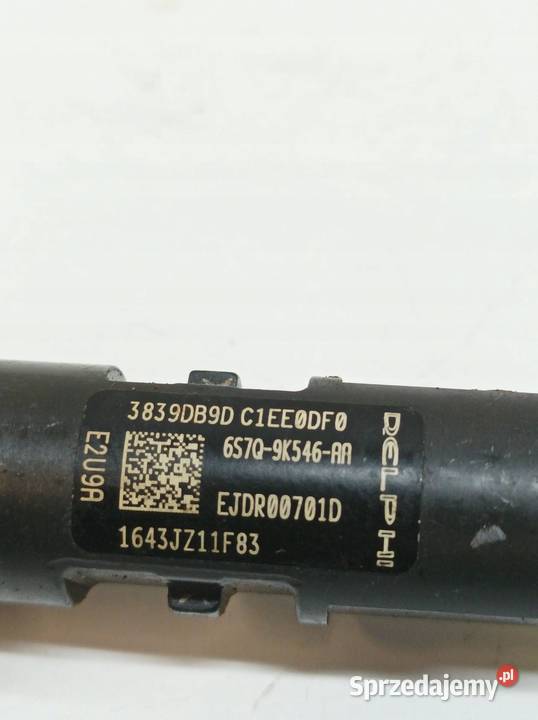 3839DB9D C1EE0DF0
6S7Q-9K546-AA
EJDR00701D
1643JZ11F83
E2U9A
DELPHI
Sprzedajemy.pl